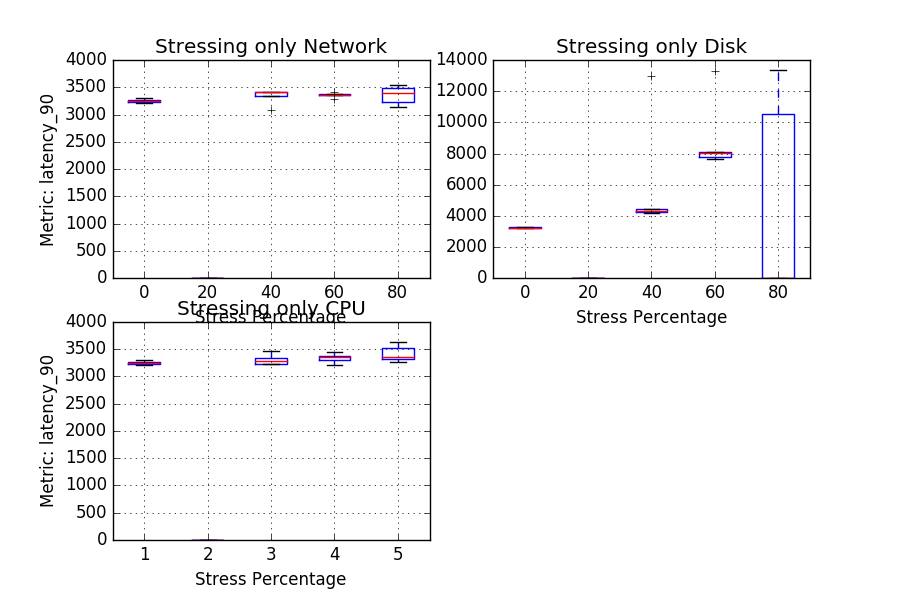 Stressing only Network
Metric: latency_90
4000
3500
3000
2500
2000
1500
1000
500
0
0 20 40 60 80
Stress Percentage
Stressing only Disk
14000
12000
10000
8000
6000
4000
2000
0
0 20 40 60 80
Stress Percentage
Stressing only CPU
Metric: latency_90
4000
3500
3000
2500
2000
1500
1000
500
0
1 2 3 4 5
Stress Percentage